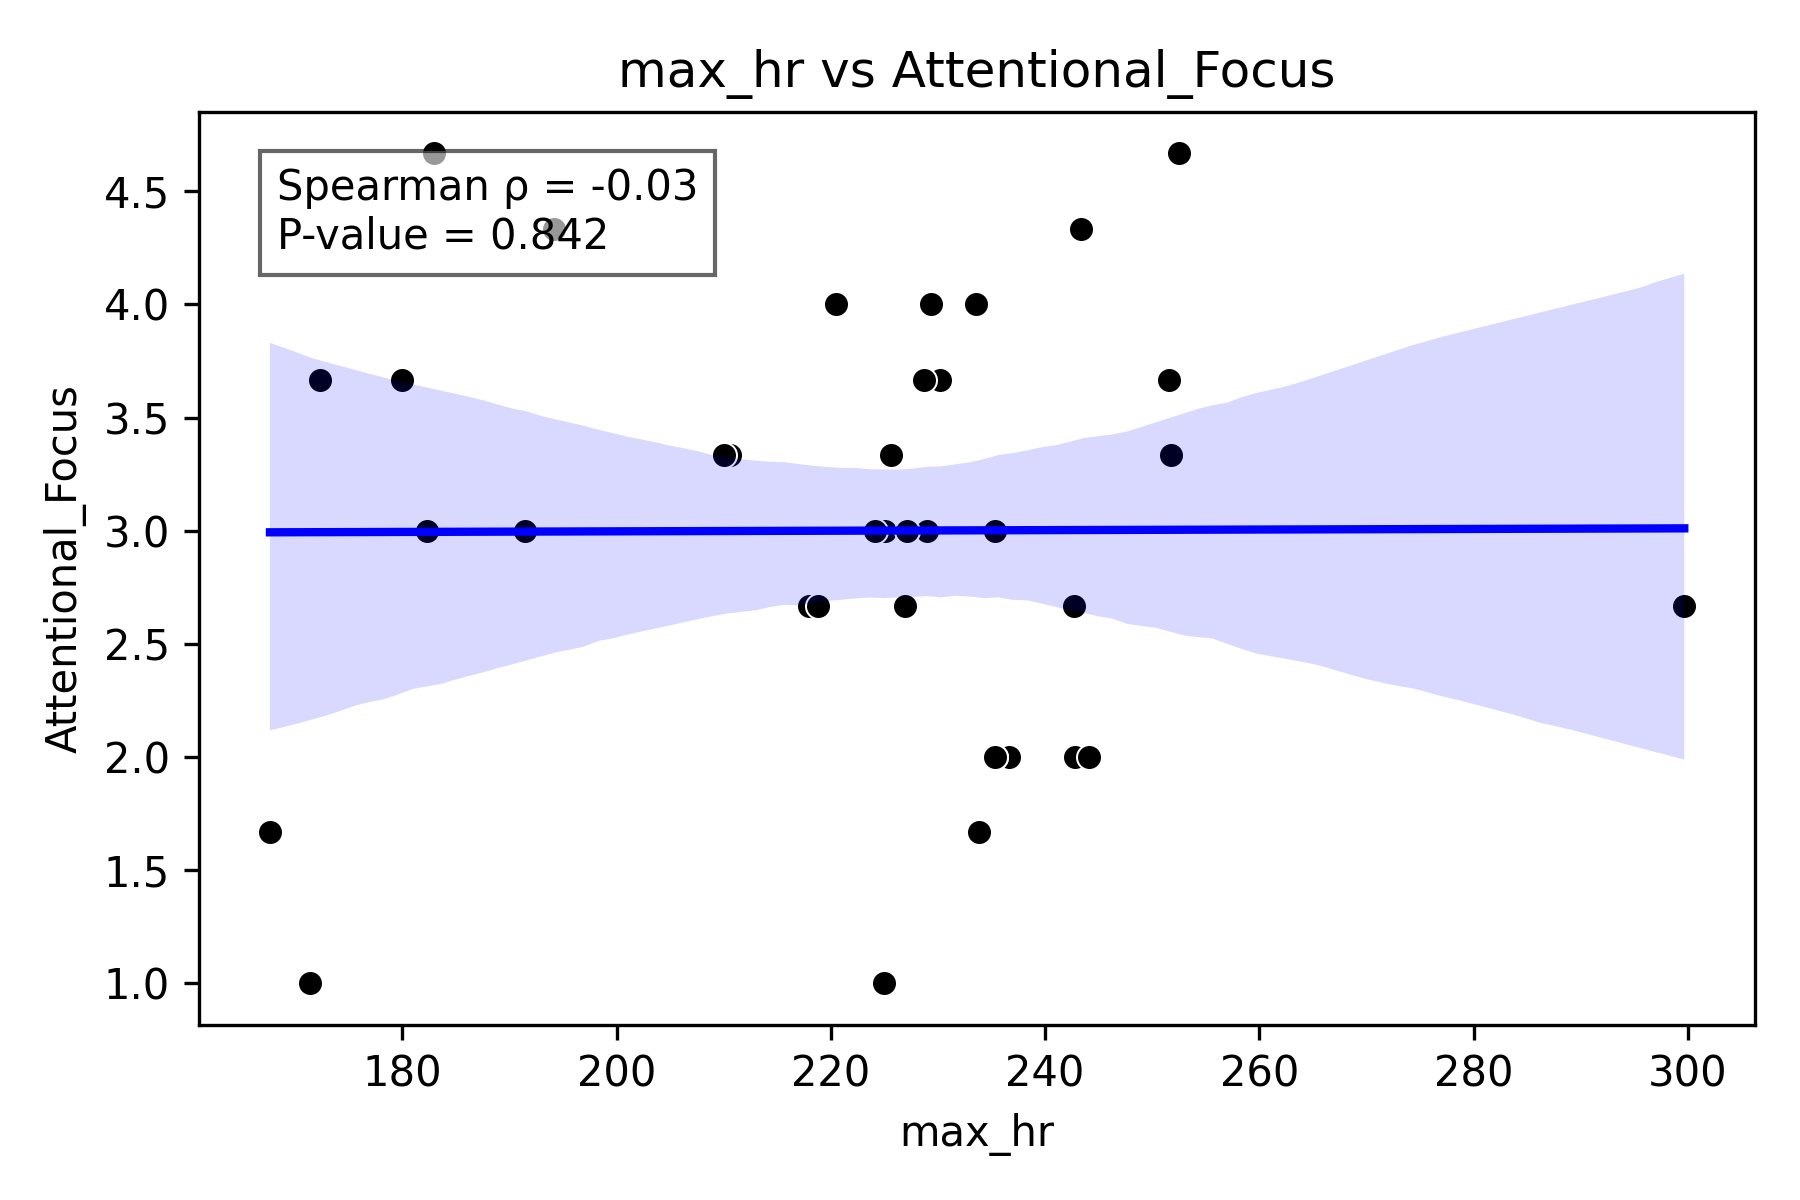 max_hr vs Attentional_Focus
Spearman ρ = -0.03
P-value = 0.842
Attentional_Focus
4.5
4.0
3.5
3.0
2.5
2.0
1.5
1.0
180 200 220 240 260 280 300
max_hr